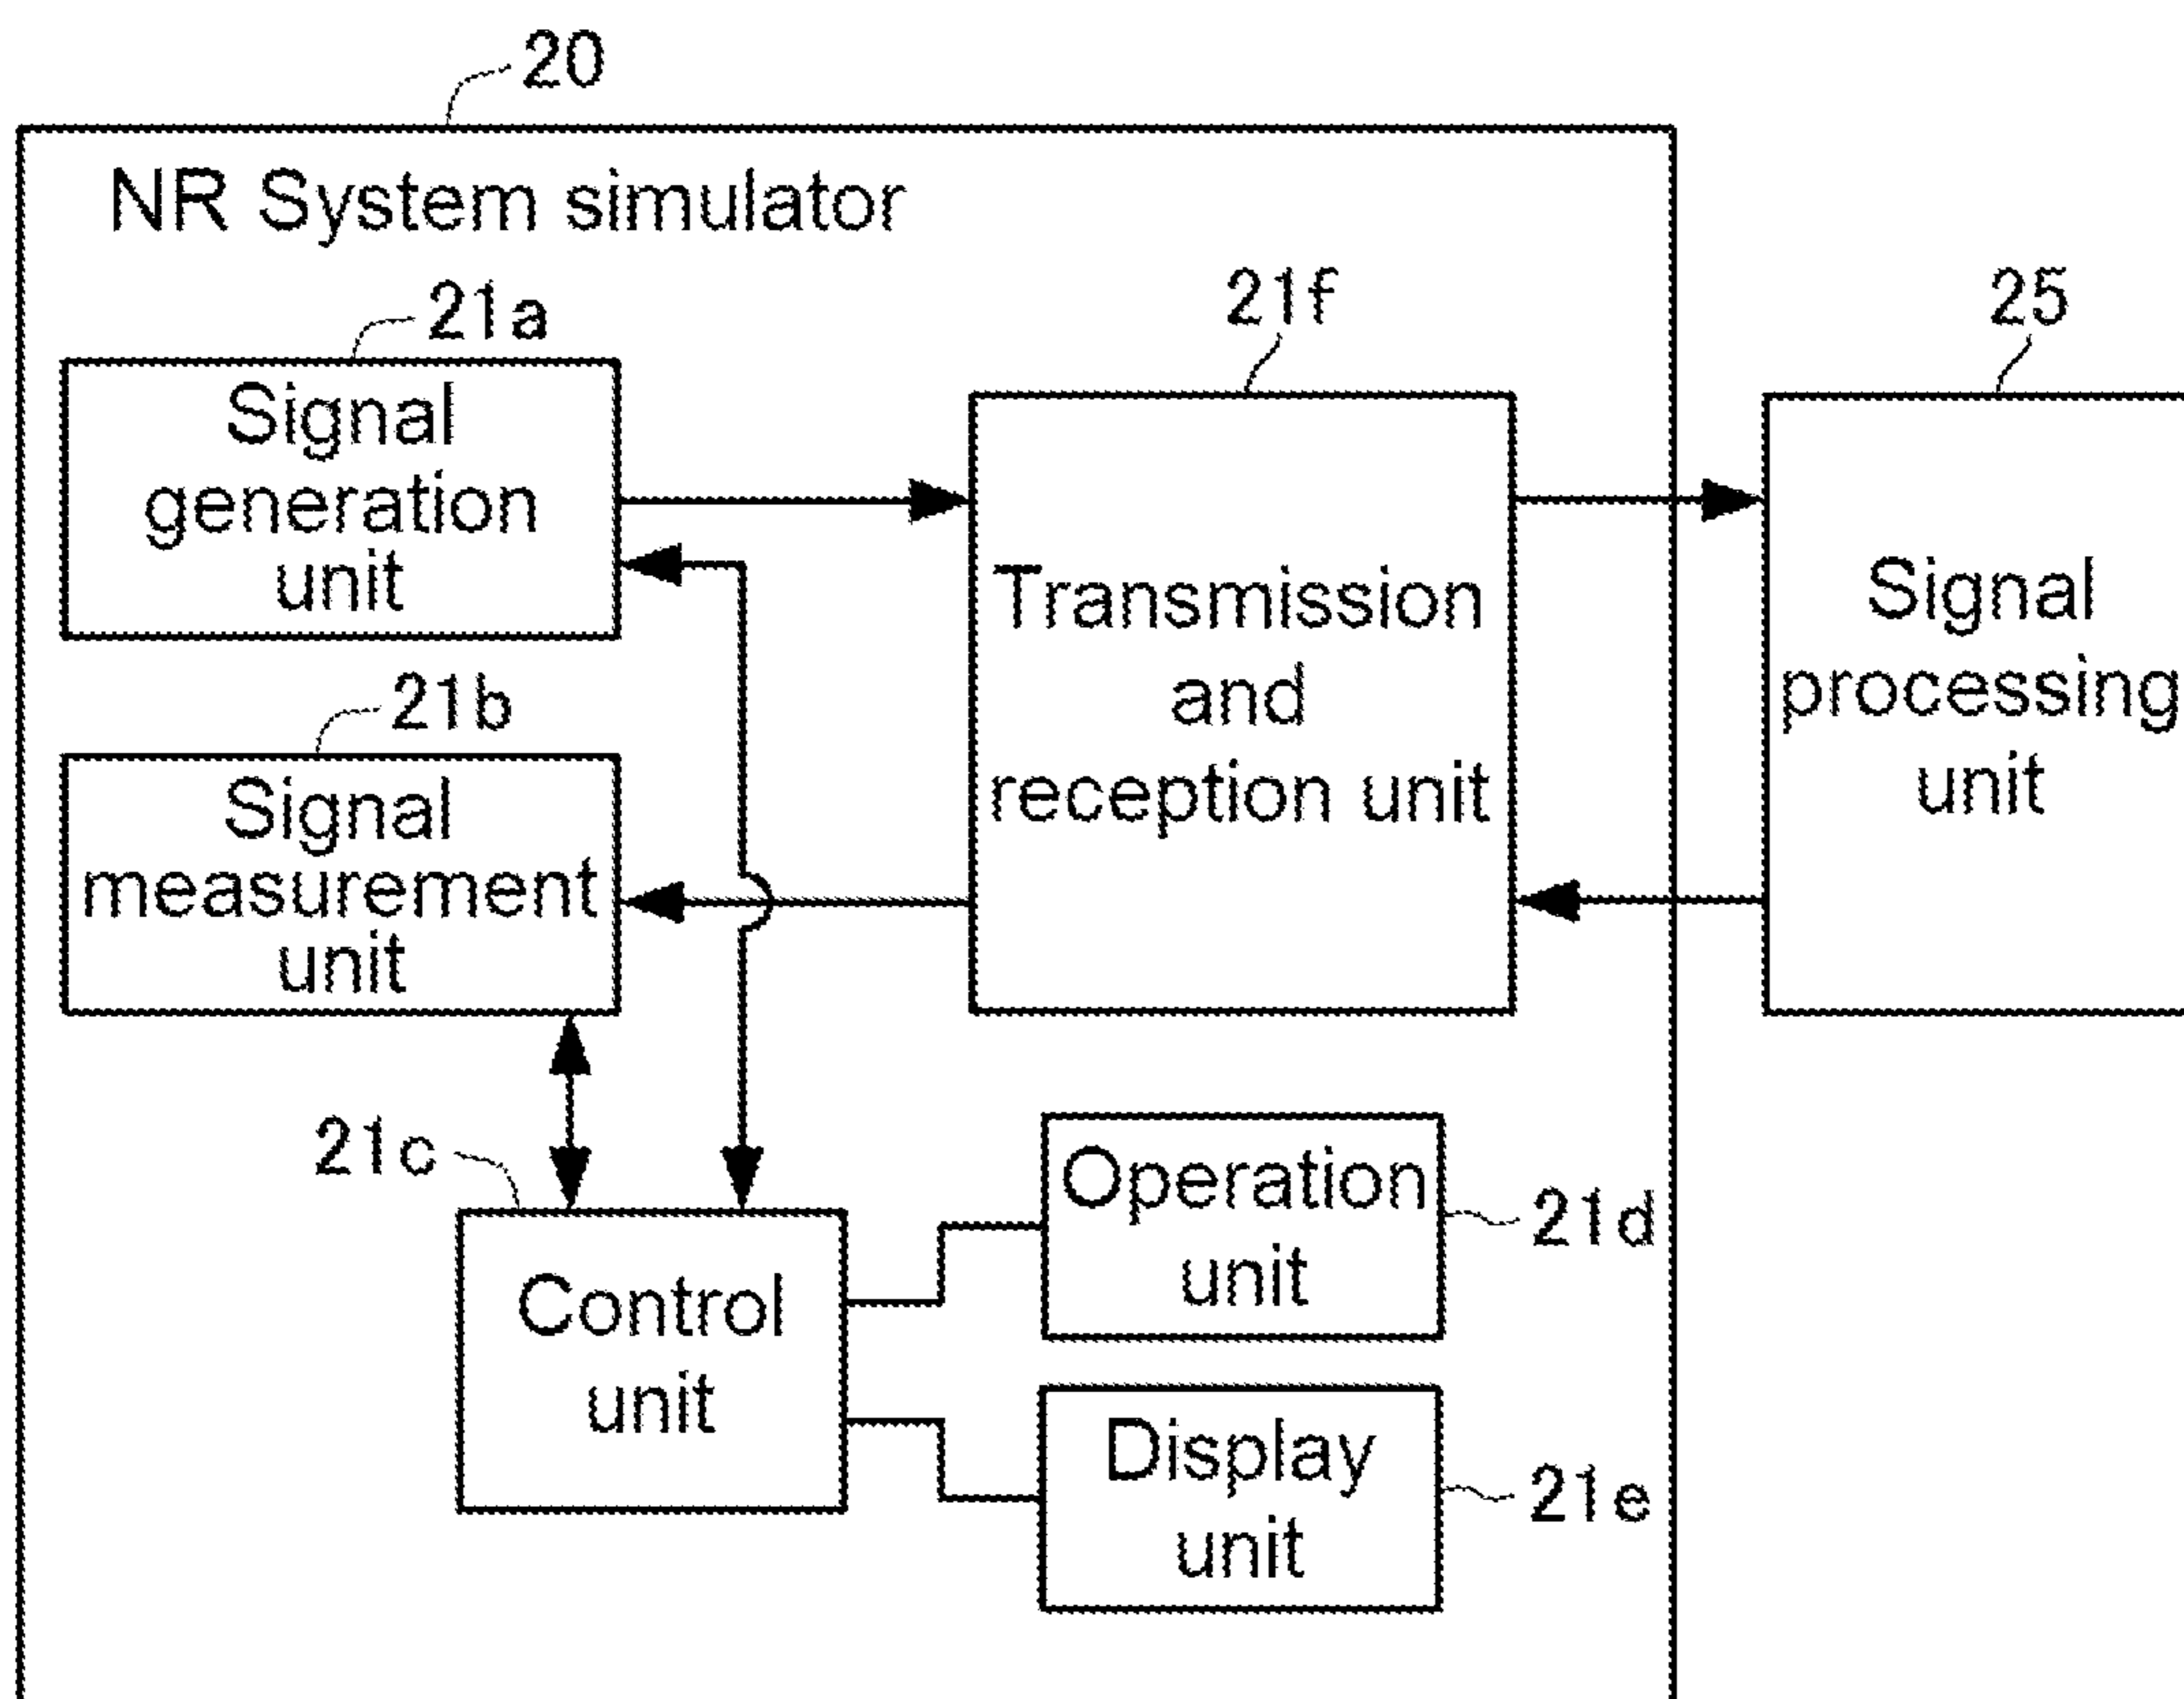 20
NR System simulator
21a
Signal
generation
unit
21f
Transmission
and
reception unit
25
Signal
processing
unit
21b
Signal
measurement
unit
21c
Control
unit
Operation
unit
21d
Display
unit
21e